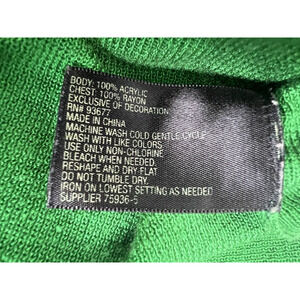 BODY: 100% ACRYLIC
CHEST: 100% RAYON
EXCLUSIVE OF DECORATION
RN# 93677
MADE IN CHINA
MACHINE WASH COLD GENTLE CYCLE
WITH LIKE COLORS
USE ONLY NON-CHLORINE
BLEACH WHEN NEEDED
RESHAPE AND DRY FLAT
DO NOT TUMBLE DRY.
IRON ON LOWEST SETTING AS NEEDED
SUPPLIER 75936-5